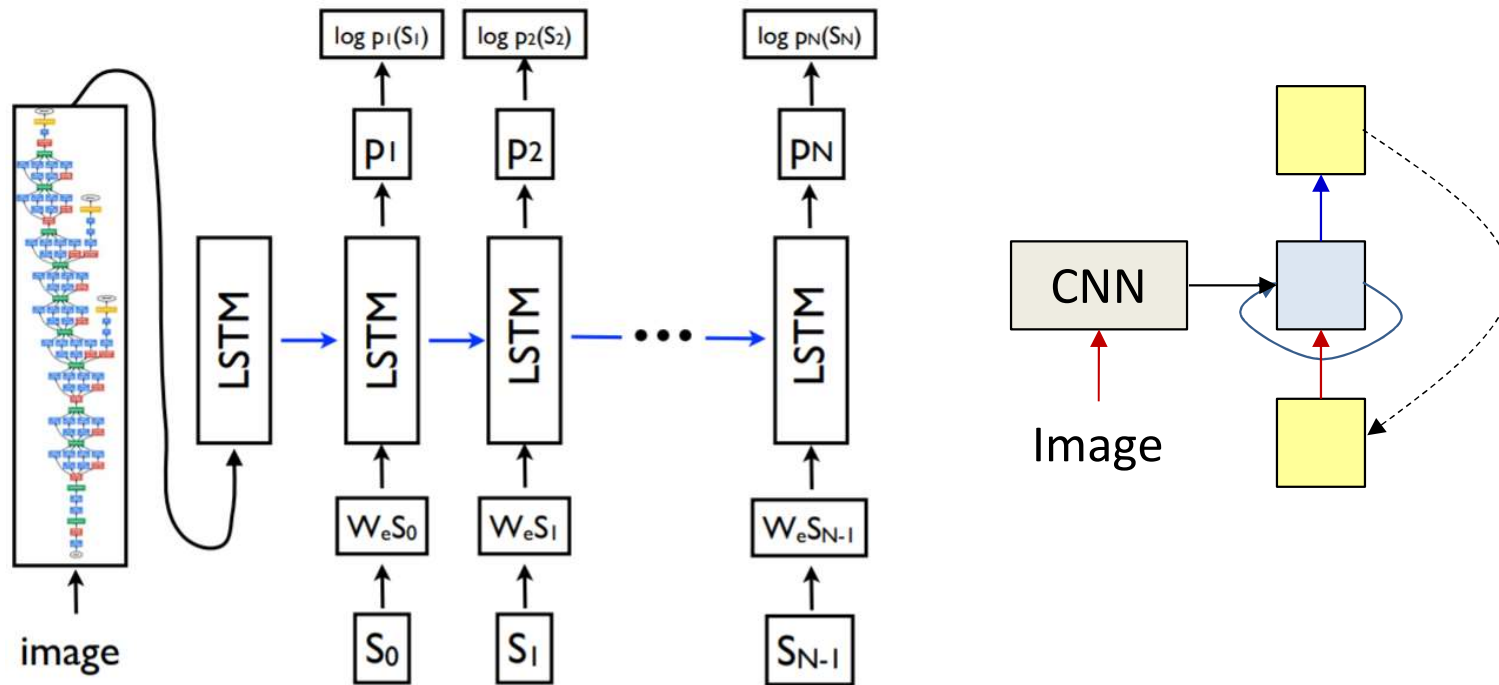 log p₁(S₁) log p₂(S₂) log pN(SN)
p₁ p₂ pN
LSTM LSTM LSTM ••• LSTM
CNN
Image
WₑS₀ WₑS₁ WₑSN-1
image S₀ S₁ SN-1